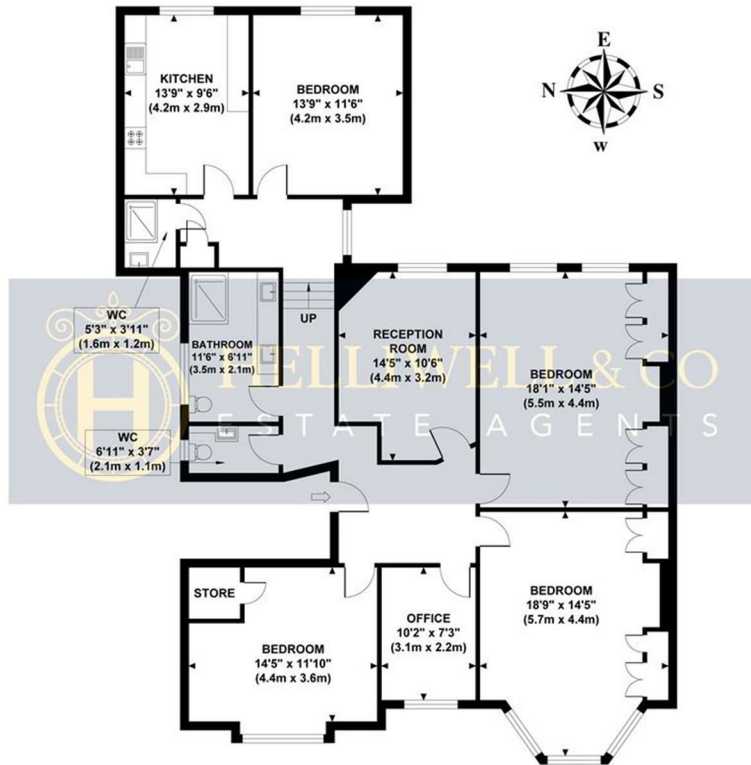 E
N
S
W
KITCHEN
13'9" x 9'6"
(4.2m x 2.9m)
BEDROOM
13'9" x 11'6"
(4.2m x 3.5m)
WC
5'3" x 3'11"
(1.6m x 1.2m)
BATHROOM
11'6" x 6'11"
(3.5m x 2.1m)
UP
RECEPTION
ROOM
14'5" x 10'6"
(4.4m x 3.2m)
BEDROOM
18'1" x 14'5"
(5.5m x 4.4m)
H
HELLIWELL & CO
ESTATE AGENTS
WC
6'11" x 3'7"
(2.1m x 1.1m)
STORE
BEDROOM
14'5" x 11'10"
(4.4m x 3.6m)
OFFICE
10'2" x 7'3"
(3.1m x 2.2m)
BEDROOM
18'9" x 14'5"
(5.7m x 4.4m)